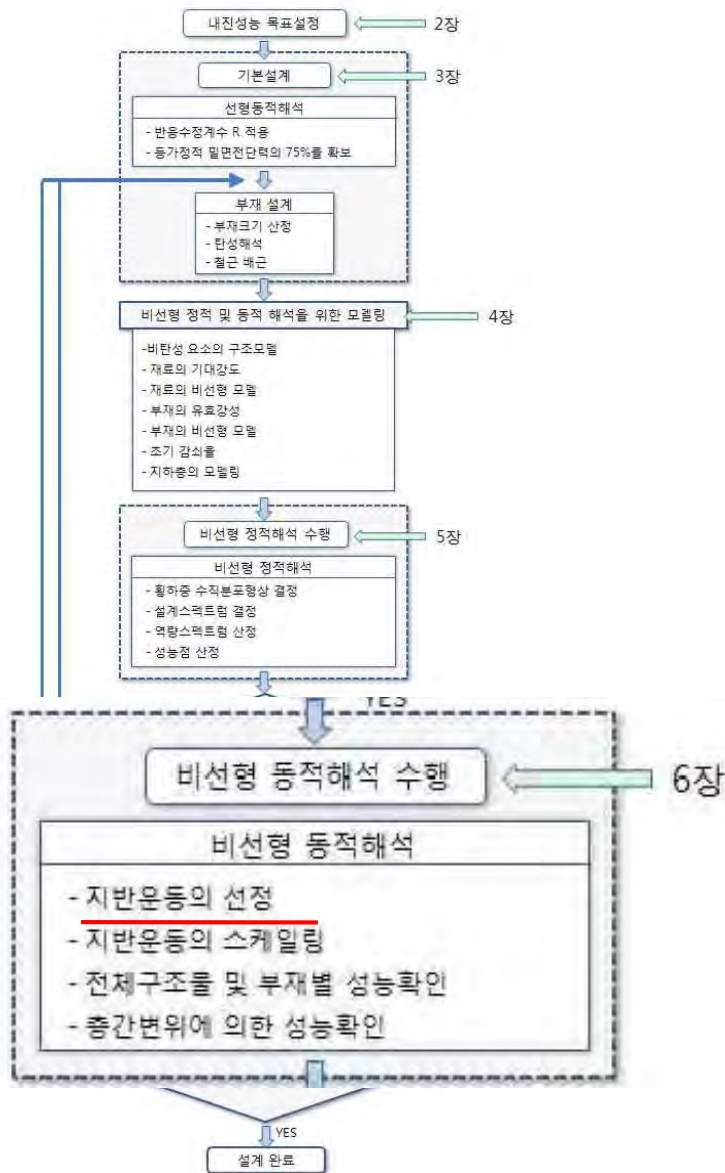 내진성능 목표설정
2장
기본설계
3장
선형동적해석
- 반응수정계수 R 적용
- 등가정적 밑면전단력의 75%를 확보
부재 설계
- 부재크기 산정
- 탄성해석
- 철근 배근
비선형 정적 및 동적 해석을 위한 모델링
4장
-비탄성 요소의 구조모델
- 재료의 기대강도
- 재료의 비선형 모델
- 부재의 유효강성
- 부재의 비선형 모델
- 초기 감쇠율
- 지하층의 모델링
비선형 정적해석 수행
5장
비선형 정적해석
- 횡하중 수직분포형상 결정
- 설계스펙트럼 결정
- 역량스펙트럼 산정
- 성능점 산정
YES
비선형 동적해석 수행
6장
비선형 동적해석
- 지반운동의 선정
- 지반운동의 스케일링
- 전체구조물 및 부재별 성능확인
- 층간변위에 의한 성능확인
YES
설계 완료